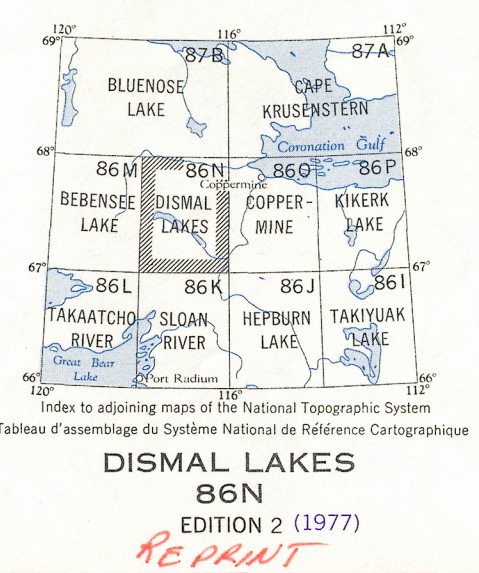 120° 116° 112°
69° 69°
87B 87A
BLUENOSE
LAKE
CAPE
KRUSENSTERN
Coronation Gulf
68° 68°
86M 86N 86O 86P
Coppermine
BEBENSEE
LAKE
DISMAL
LAKES
COPPER-
MINE
KIKERK
LAKE
67° 67°
86L 86K 86J 86I
TAKAATCHO
RIVER
SLOAN
RIVER
HEPBURN
LAKE
TAKIYUAK
LAKE
Great Bear
Lake
Port Radium
66° 66°
120° 116° 112°
Index to adjoining maps of the National Topographic System
Tableau d'assemblage du Système National de Référence Cartographique
DISMAL LAKES
86N
EDITION 2 (1977)
REPRINT